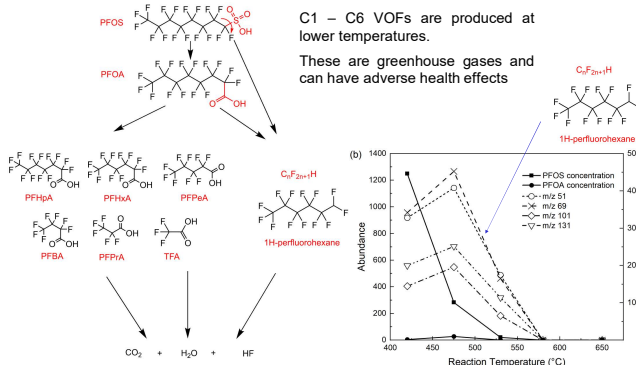 PFOS
F F F F F F F F
F F F F F F F F F
O
S O
OH
C1 – C6 VOFs are produced at
lower temperatures.
These are greenhouse gases and
can have adverse health effects
PFOA
O OH
CnF2n+1H
1H-perfluorohexane
PFHpA
PFHxA
PFPeA
CnF2n+1H
1H-perfluorohexane
PFBA
PFPrA
TFA
CO2 + H2O + HF
(b)
PFOS concentration
PFOA concentration
m/z 51
m/z 69
m/z 101
m/z 131
Abundance
1400
1200
1000
800
600
400
200
0
50
40
30
20
10
0
400 450 500 550 600 650
Reaction Temperature (°C)